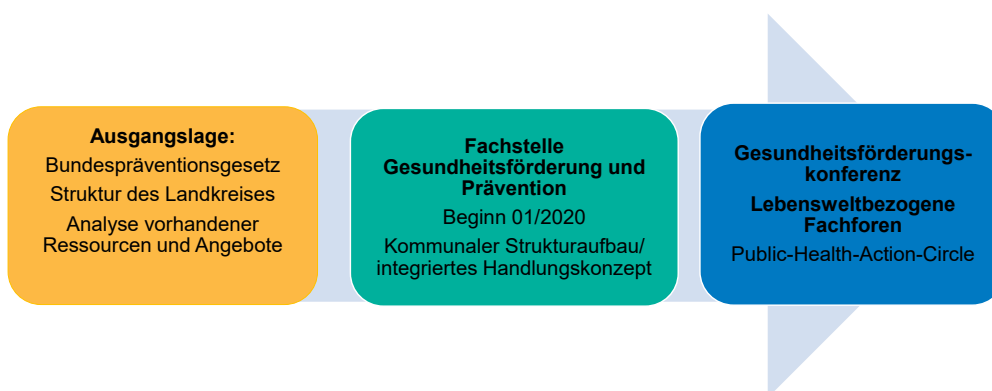 Ausgangslage:
Bundespräventionsgesetz
Struktur des Landkreises
Analyse vorhandener
Ressourcen und Angebote
Fachstelle
Gesundheitsförderung und
Prävention
Beginn 01/2020
Kommunaler Strukturaufbau/
integriertes Handlungskonzept
Gesundheitsförderungs-
konferenz
Lebensweltbezogene
Fachforen
Public-Health-Action-Circle